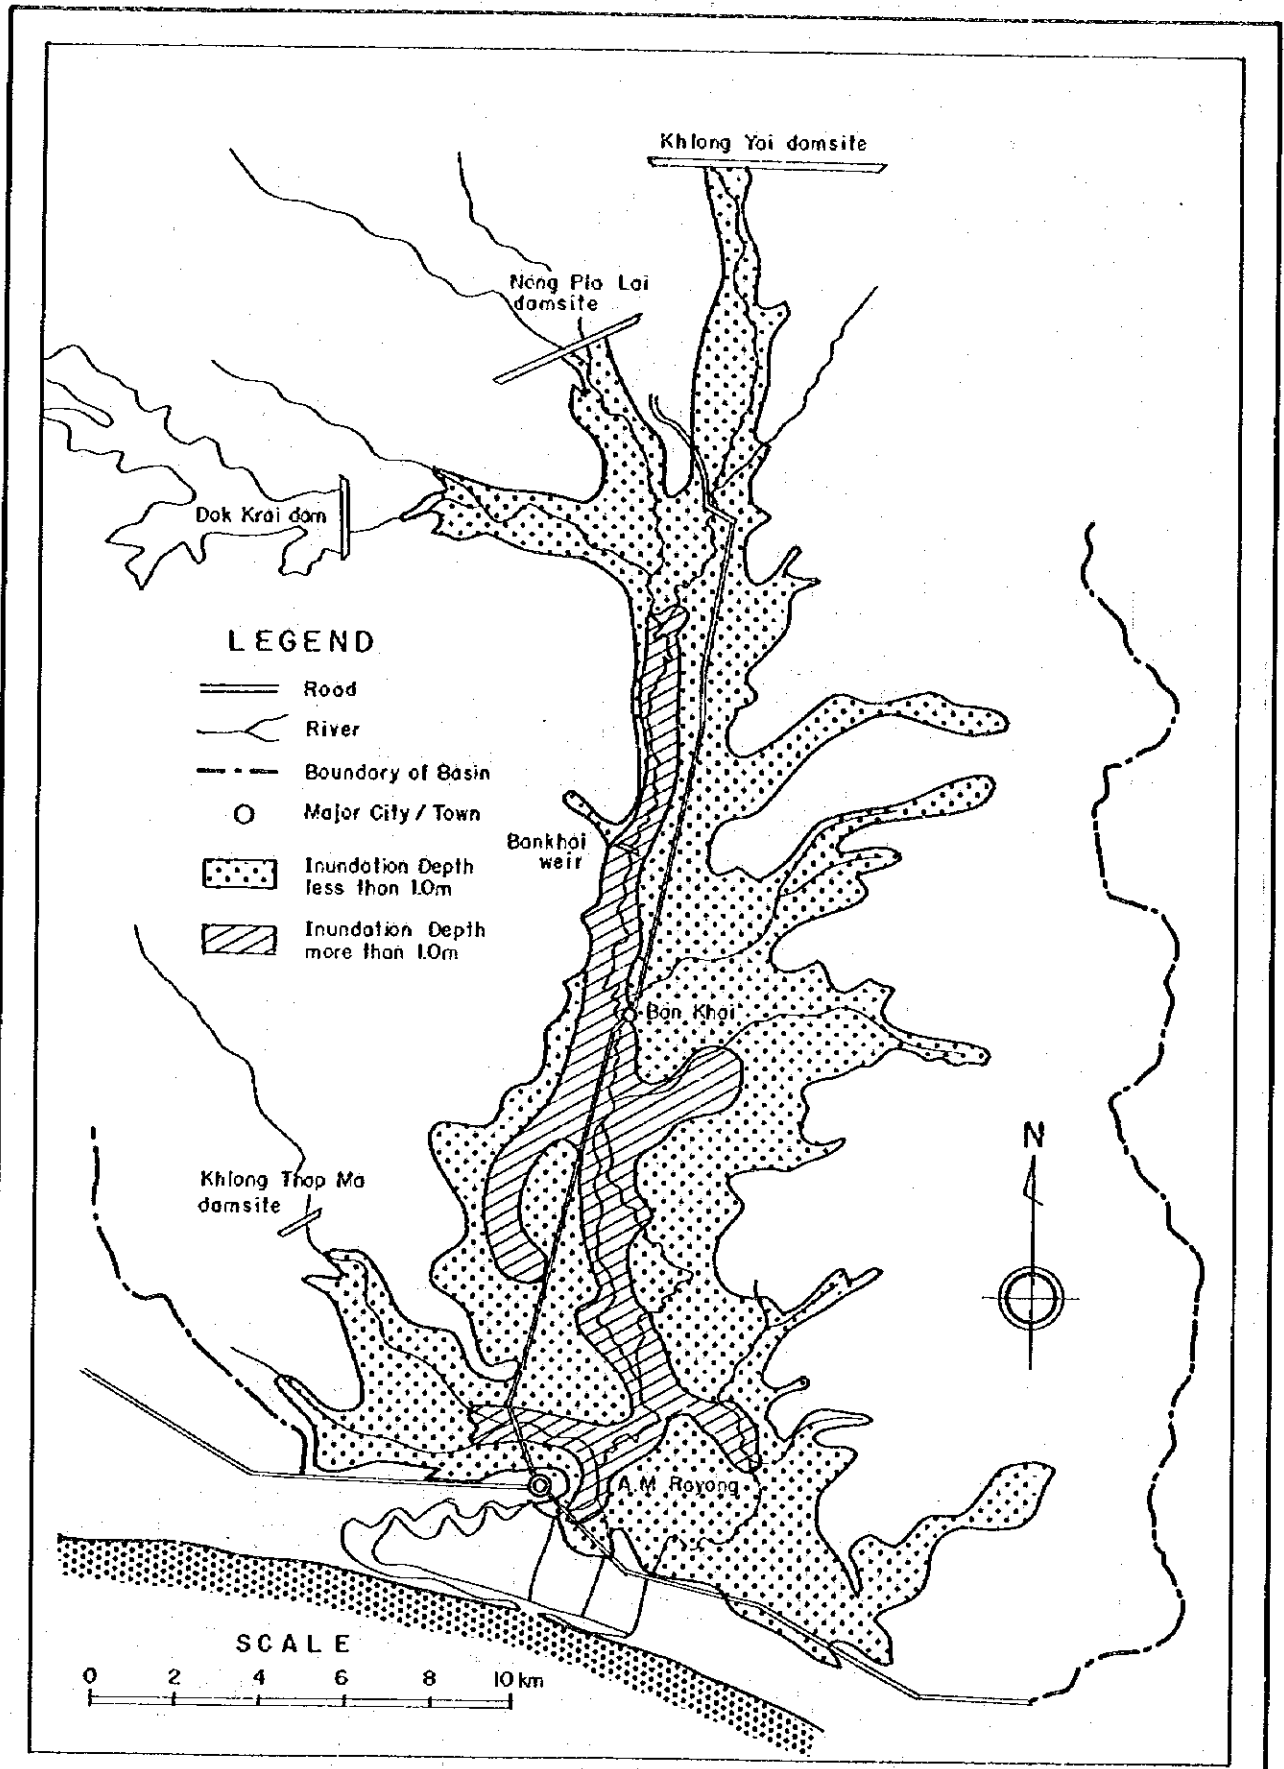 Khlong Yai damsite
Nong Pla Lai
damsite
Dok Krai dam
LEGEND
Road
River
Boundary of Basin
Major City / Town
Inundation Depth
less than 1.0m
Inundation Depth
more than 1.0m
Bankhai
weir
Ban Khai
N
Khlong Thap Ma
damsite
A.M Rayong
SCALE
0 2 4 6 8 10 km